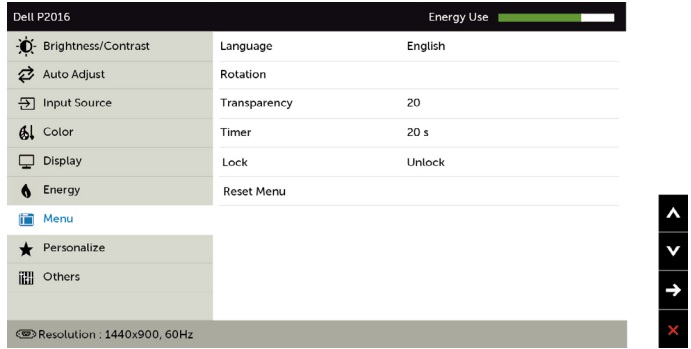 Dell P2016 Energy Use
Brightness/Contrast Language English
Auto Adjust Rotation
Input Source Transparency 20
Color Timer 20 s
Display Lock Unlock
Energy Reset Menu
Menu
Personalize
Others
Resolution : 1440x900, 60Hz